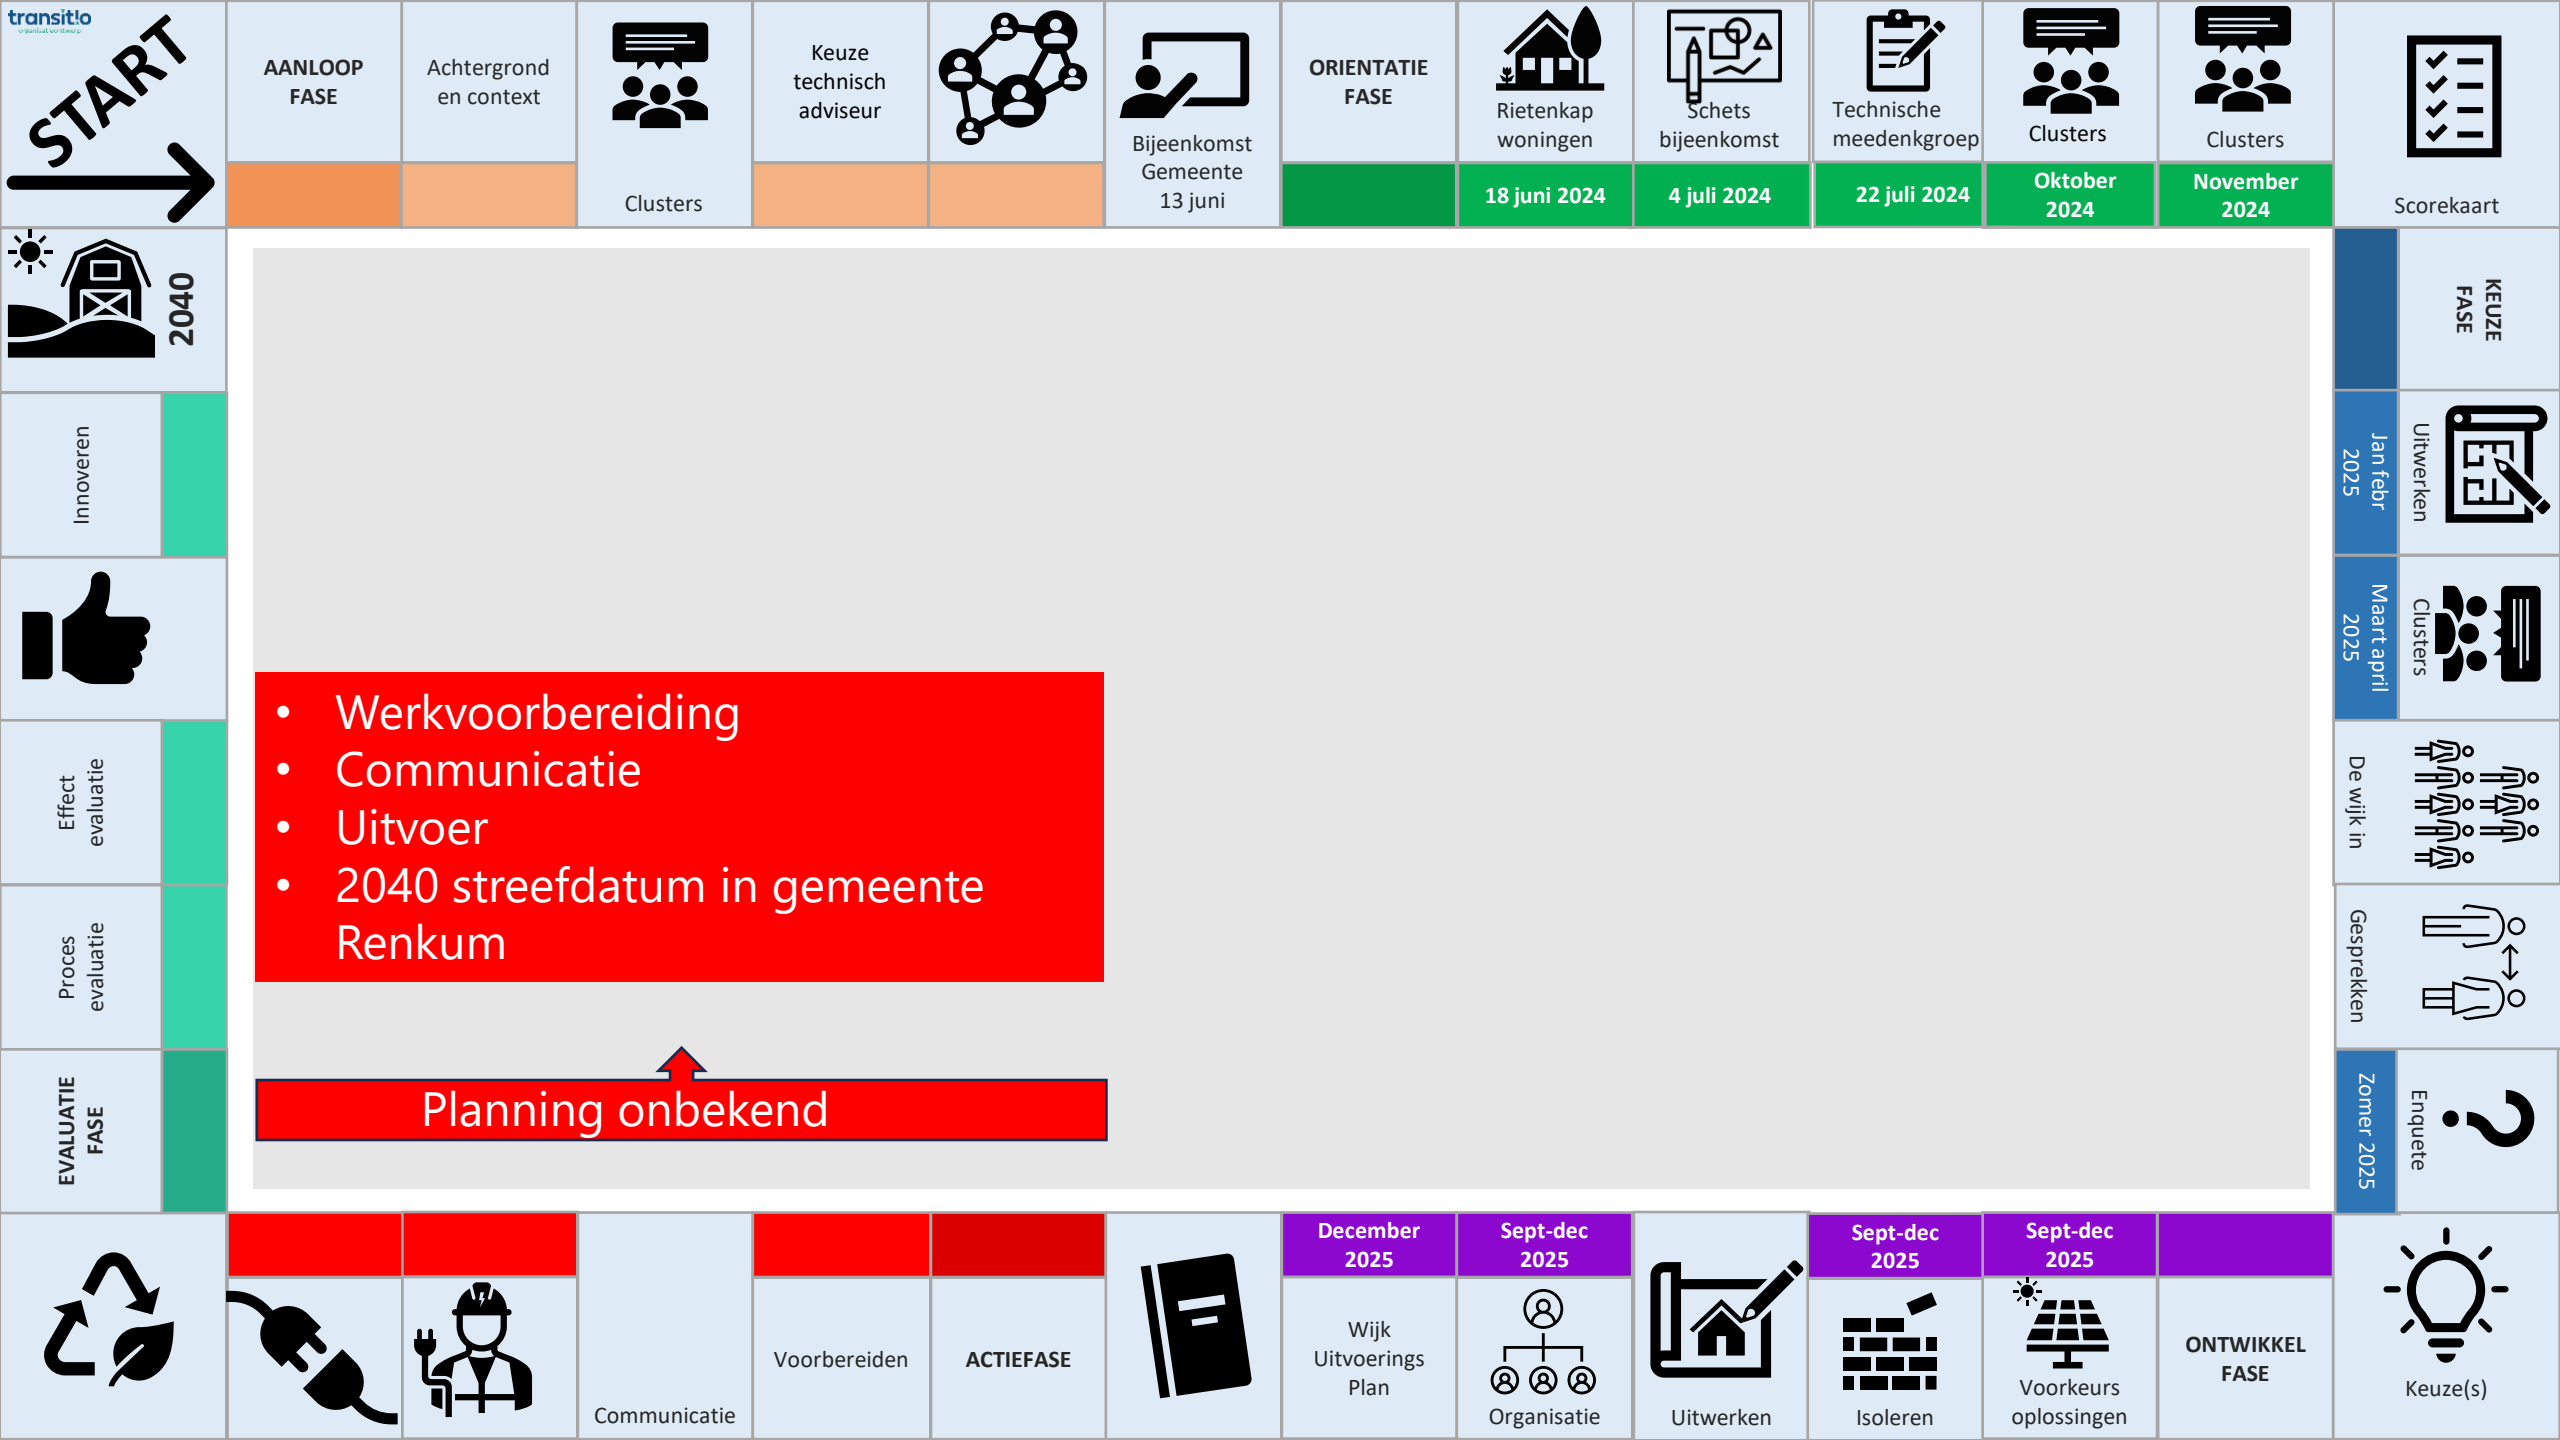 transit!o
organisatieontwerp
START
AANLOOP
FASE
Achtergrond
en context
Clusters
Keuze
technisch
adviseur
Bijeenkomst
Gemeente
13 juni
ORIENTATIE
FASE
Rietenkap
woningen
18 juni 2024
Schets
bijeenkomst
4 juli 2024
Technische
meedenkgroep
22 juli 2024
Clusters
Oktober
2024
Clusters
November
2024
Scorekaart
KEUZE
FASE
Uitwerken
Jan febr
2025
Clusters
Maart april
2025
De wijk in
Gesprekken
Enquete
Zomer 2025
Keuze(s)
ONTWIKKEL
FASE
Sept-dec
2025
Voorkeurs
oplossingen
Sept-dec
2025
Isoleren
Uitwerken
Sept-dec
2025
Organisatie
December
2025
Wijk
Uitvoerings
Plan
ACTIEFASE
Voorbereiden
Communicatie
EVALUATIE
FASE
Proces
evaluatie
Effect
evaluatie
Innoveren
2040
• Werkvoorbereiding
• Communicatie
• Uitvoer
• 2040 streefdatum in gemeente
Renkum
Planning onbekend